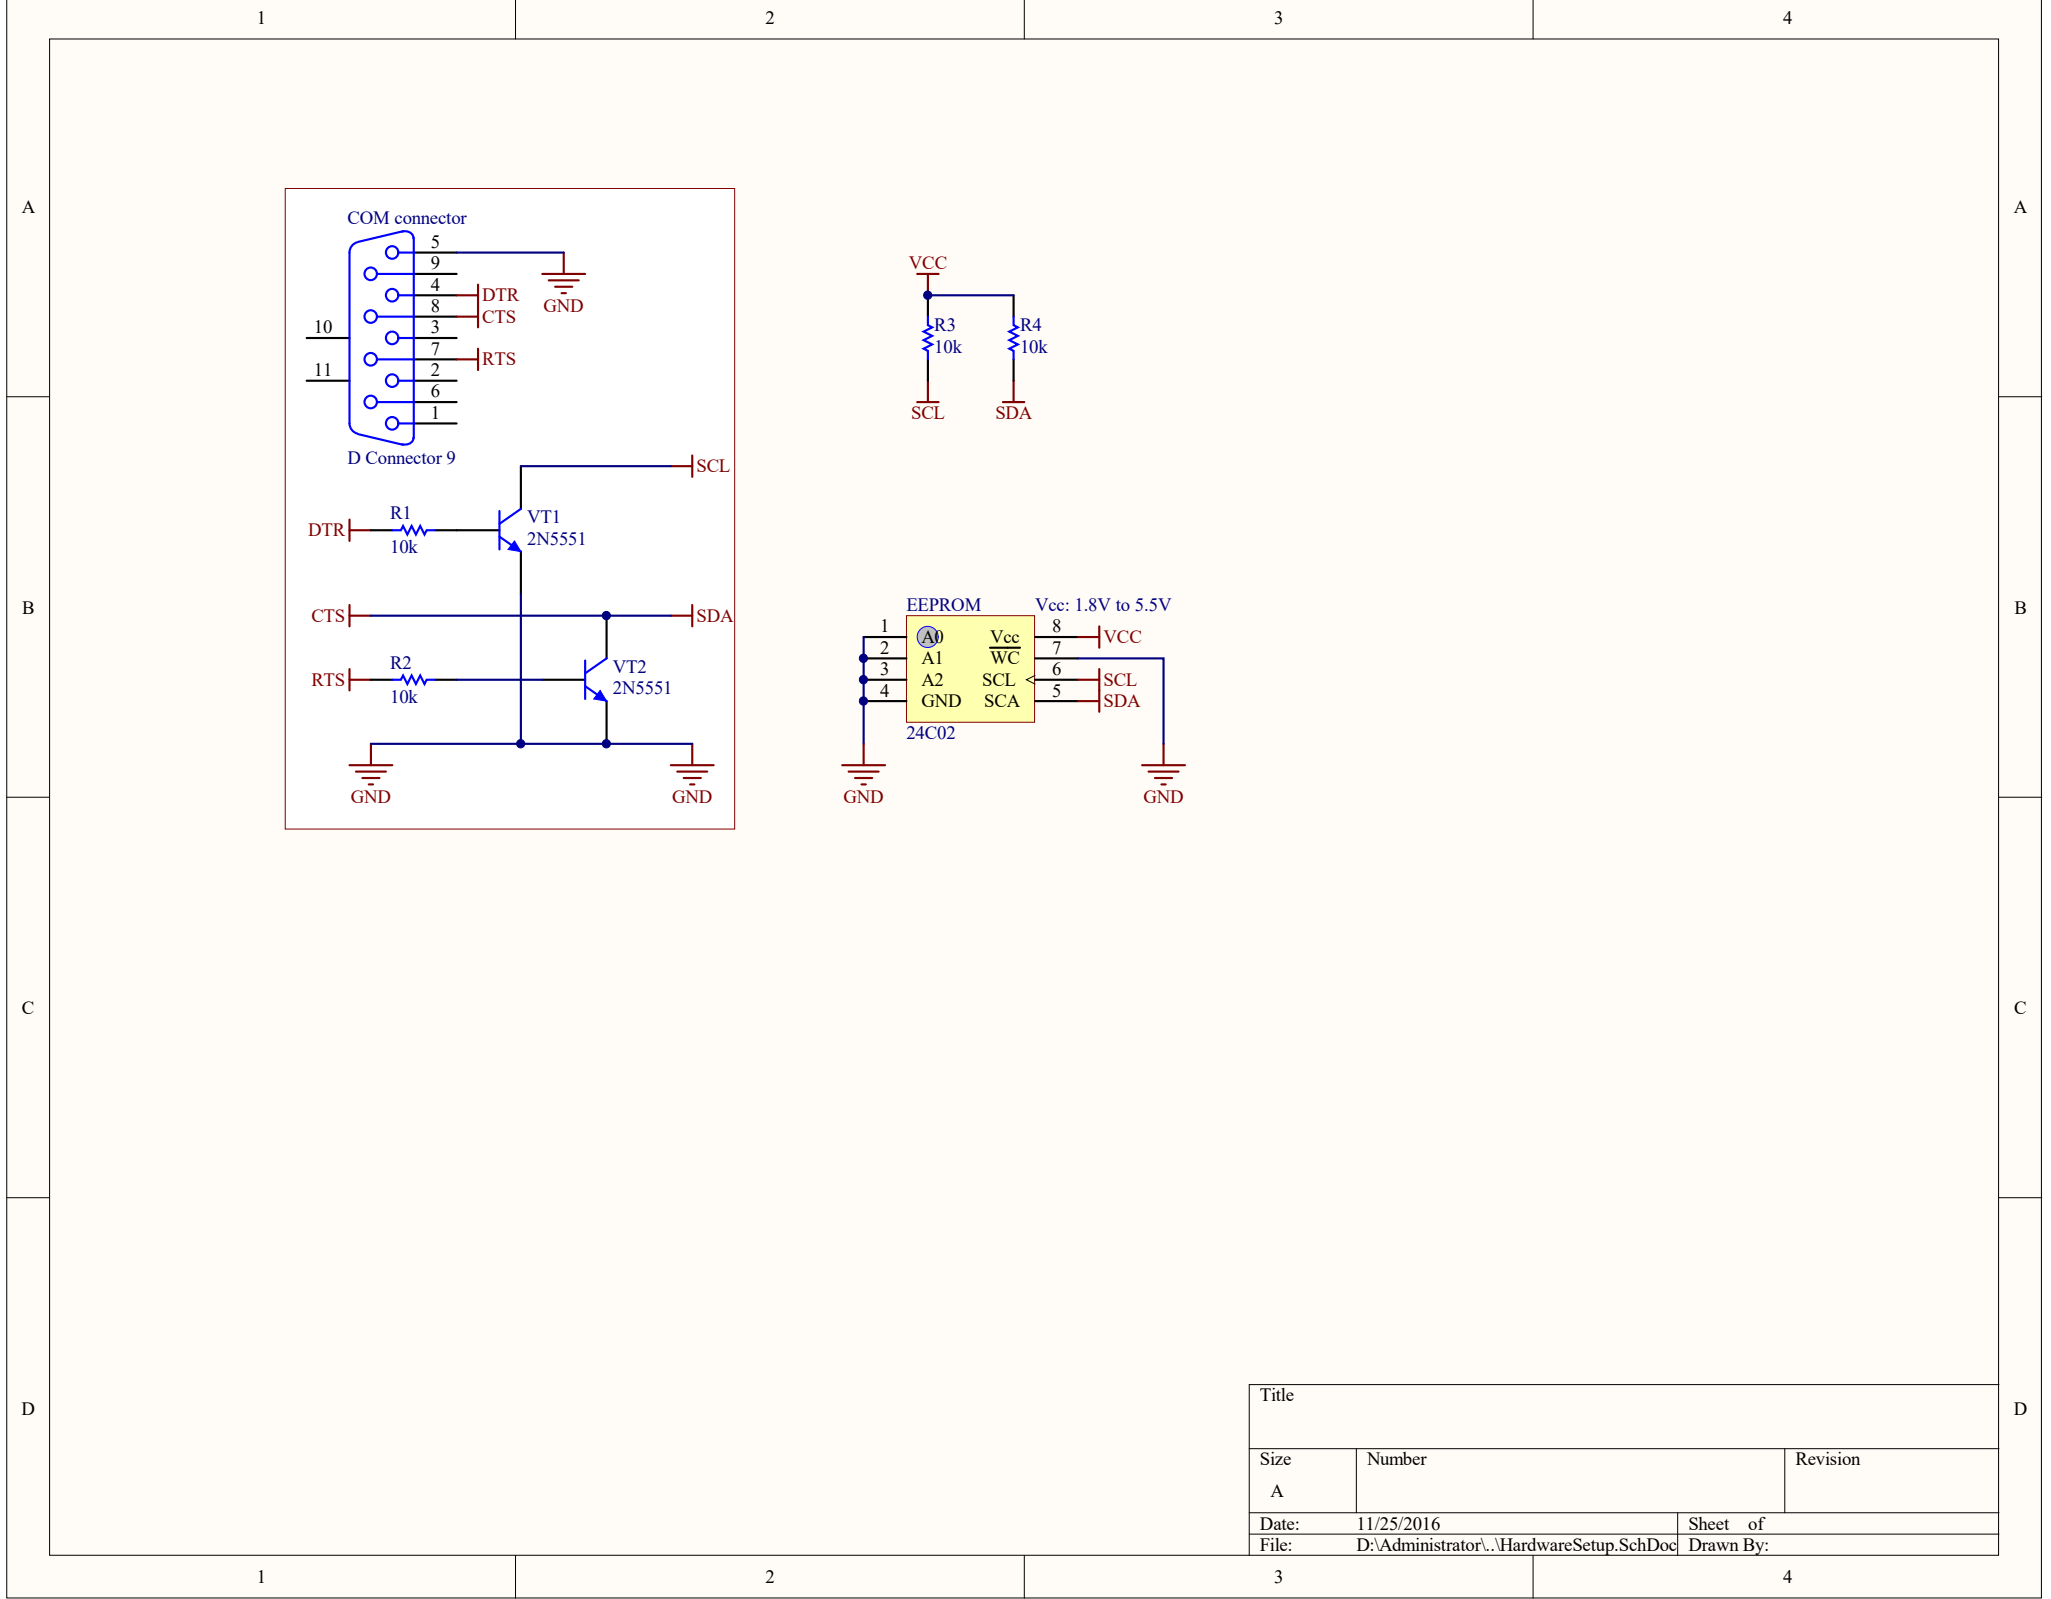 1 2 3 4
A A
COM connector
5
9
4 DTR
8 CTS
3
7 RTS
2
6
1
10
11
GND
D Connector 9
VCC
R3
10k
R4
10k
SCL SDA
SCL
DTR
R1
10k
VT1
2N5551
B B
CTS SDA
RTS
R2
10k
VT2
2N5551
GND GND
EEPROM Vcc: 1.8V to 5.5V
1 A0 Vcc 8 VCC
2 A1 WC 7
3 A2 SCL 6 SCL
4 GND SCA 5 SDA
24C02
GND GND
C C
D D
Title
Size Number Revision
A
Date: 11/25/2016 Sheet of
File: D:\Administrator\..\HardwareSetup.SchDoc Drawn By:
1 2 3 4